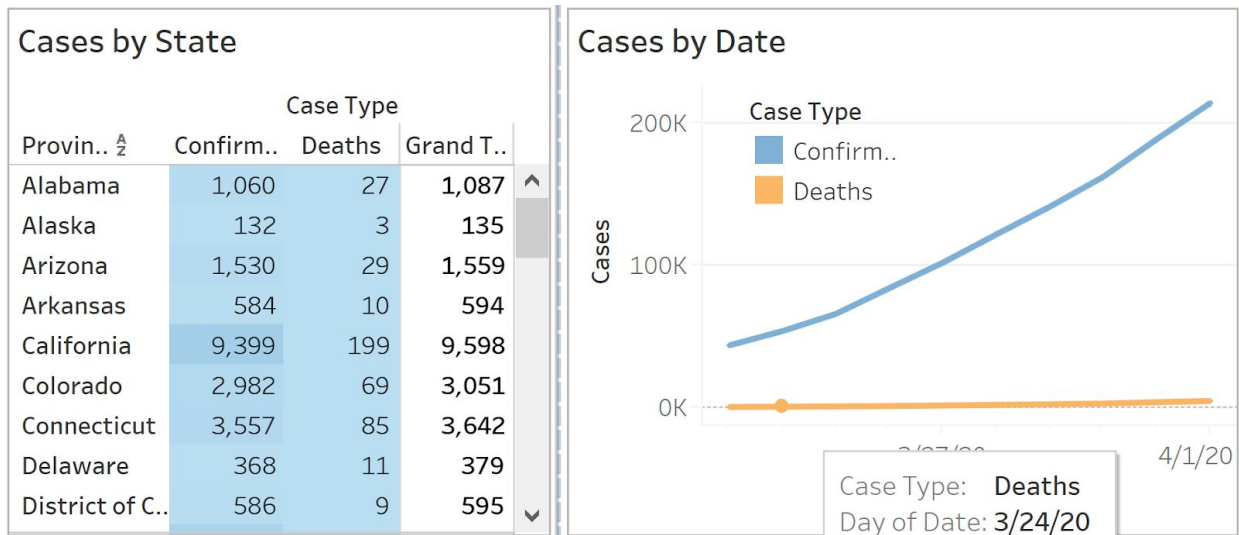 Cases by State
Case Type
Provin.. Confirm.. Deaths Grand T..
Alabama 1,060 27 1,087
Alaska 132 3 135
Arizona 1,530 29 1,559
Arkansas 584 10 594
California 9,399 199 9,598
Colorado 2,982 69 3,051
Connecticut 3,557 85 3,642
Delaware 368 11 379
District of C.. 586 9 595
Cases by Date
Case Type
Confirm..
Deaths
200K
100K
0K
Cases
4/1/20
Case Type: Deaths
Day of Date: 3/24/20